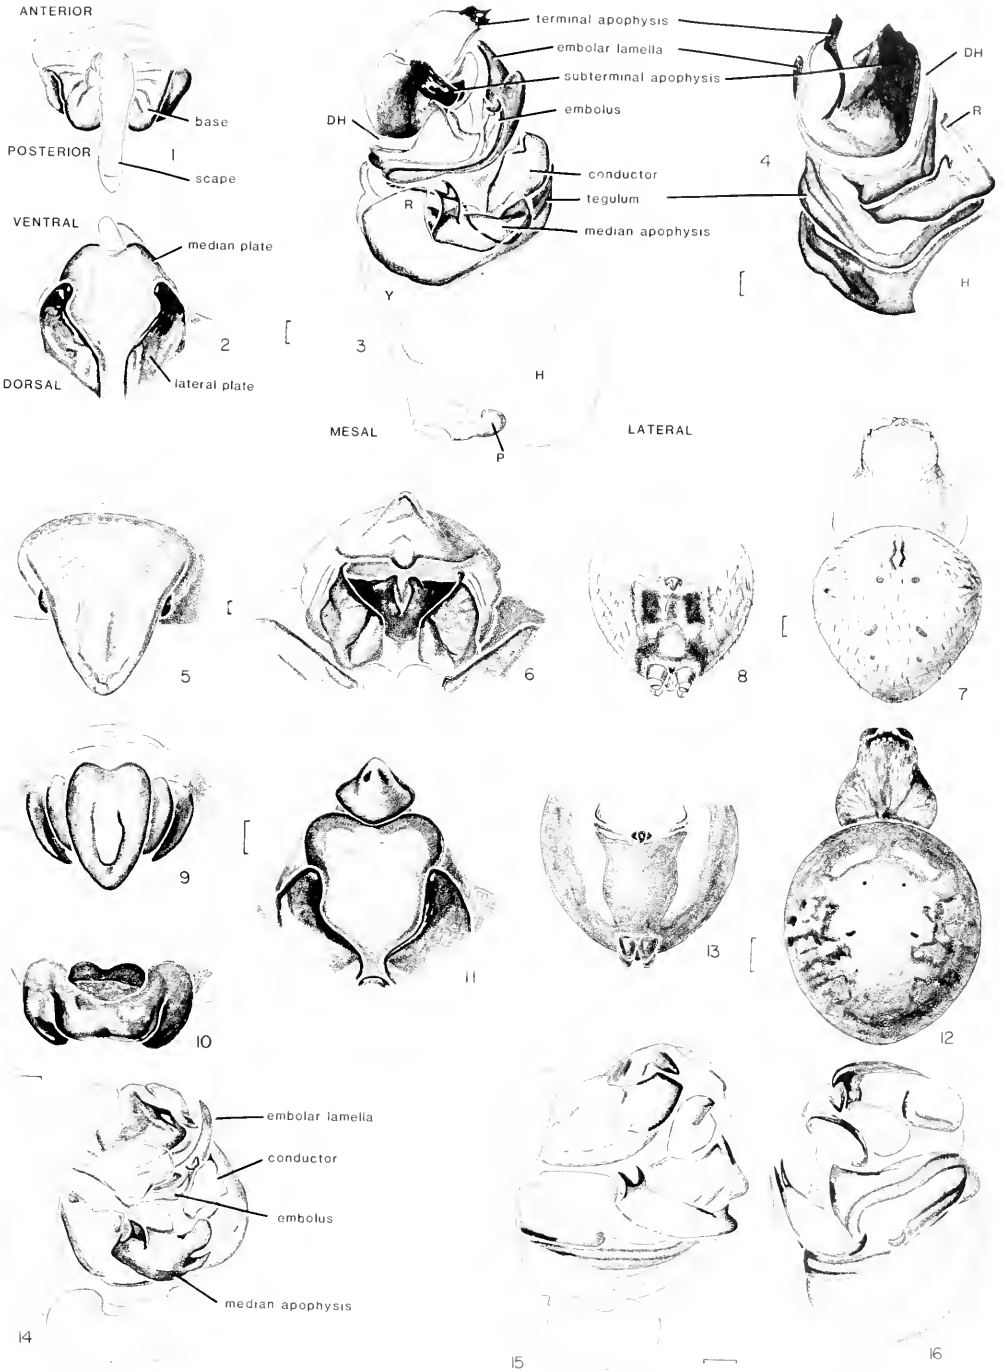 ANTERIOR
base
POSTERIOR
1
scape
VENTRAL
median plate
2
DORSAL
lateral plate
terminal apophysis
embolar lamella
subterminal apophysis
embolus
DH
DH
R
4
conductor
tegulum
R
median apophysis
Y
H
3
H
MESAL
LATERAL
P
5
6
8
7
9
11
13
12
10
embolar lamella
conductor
embolus
median apophysis
14
15
16